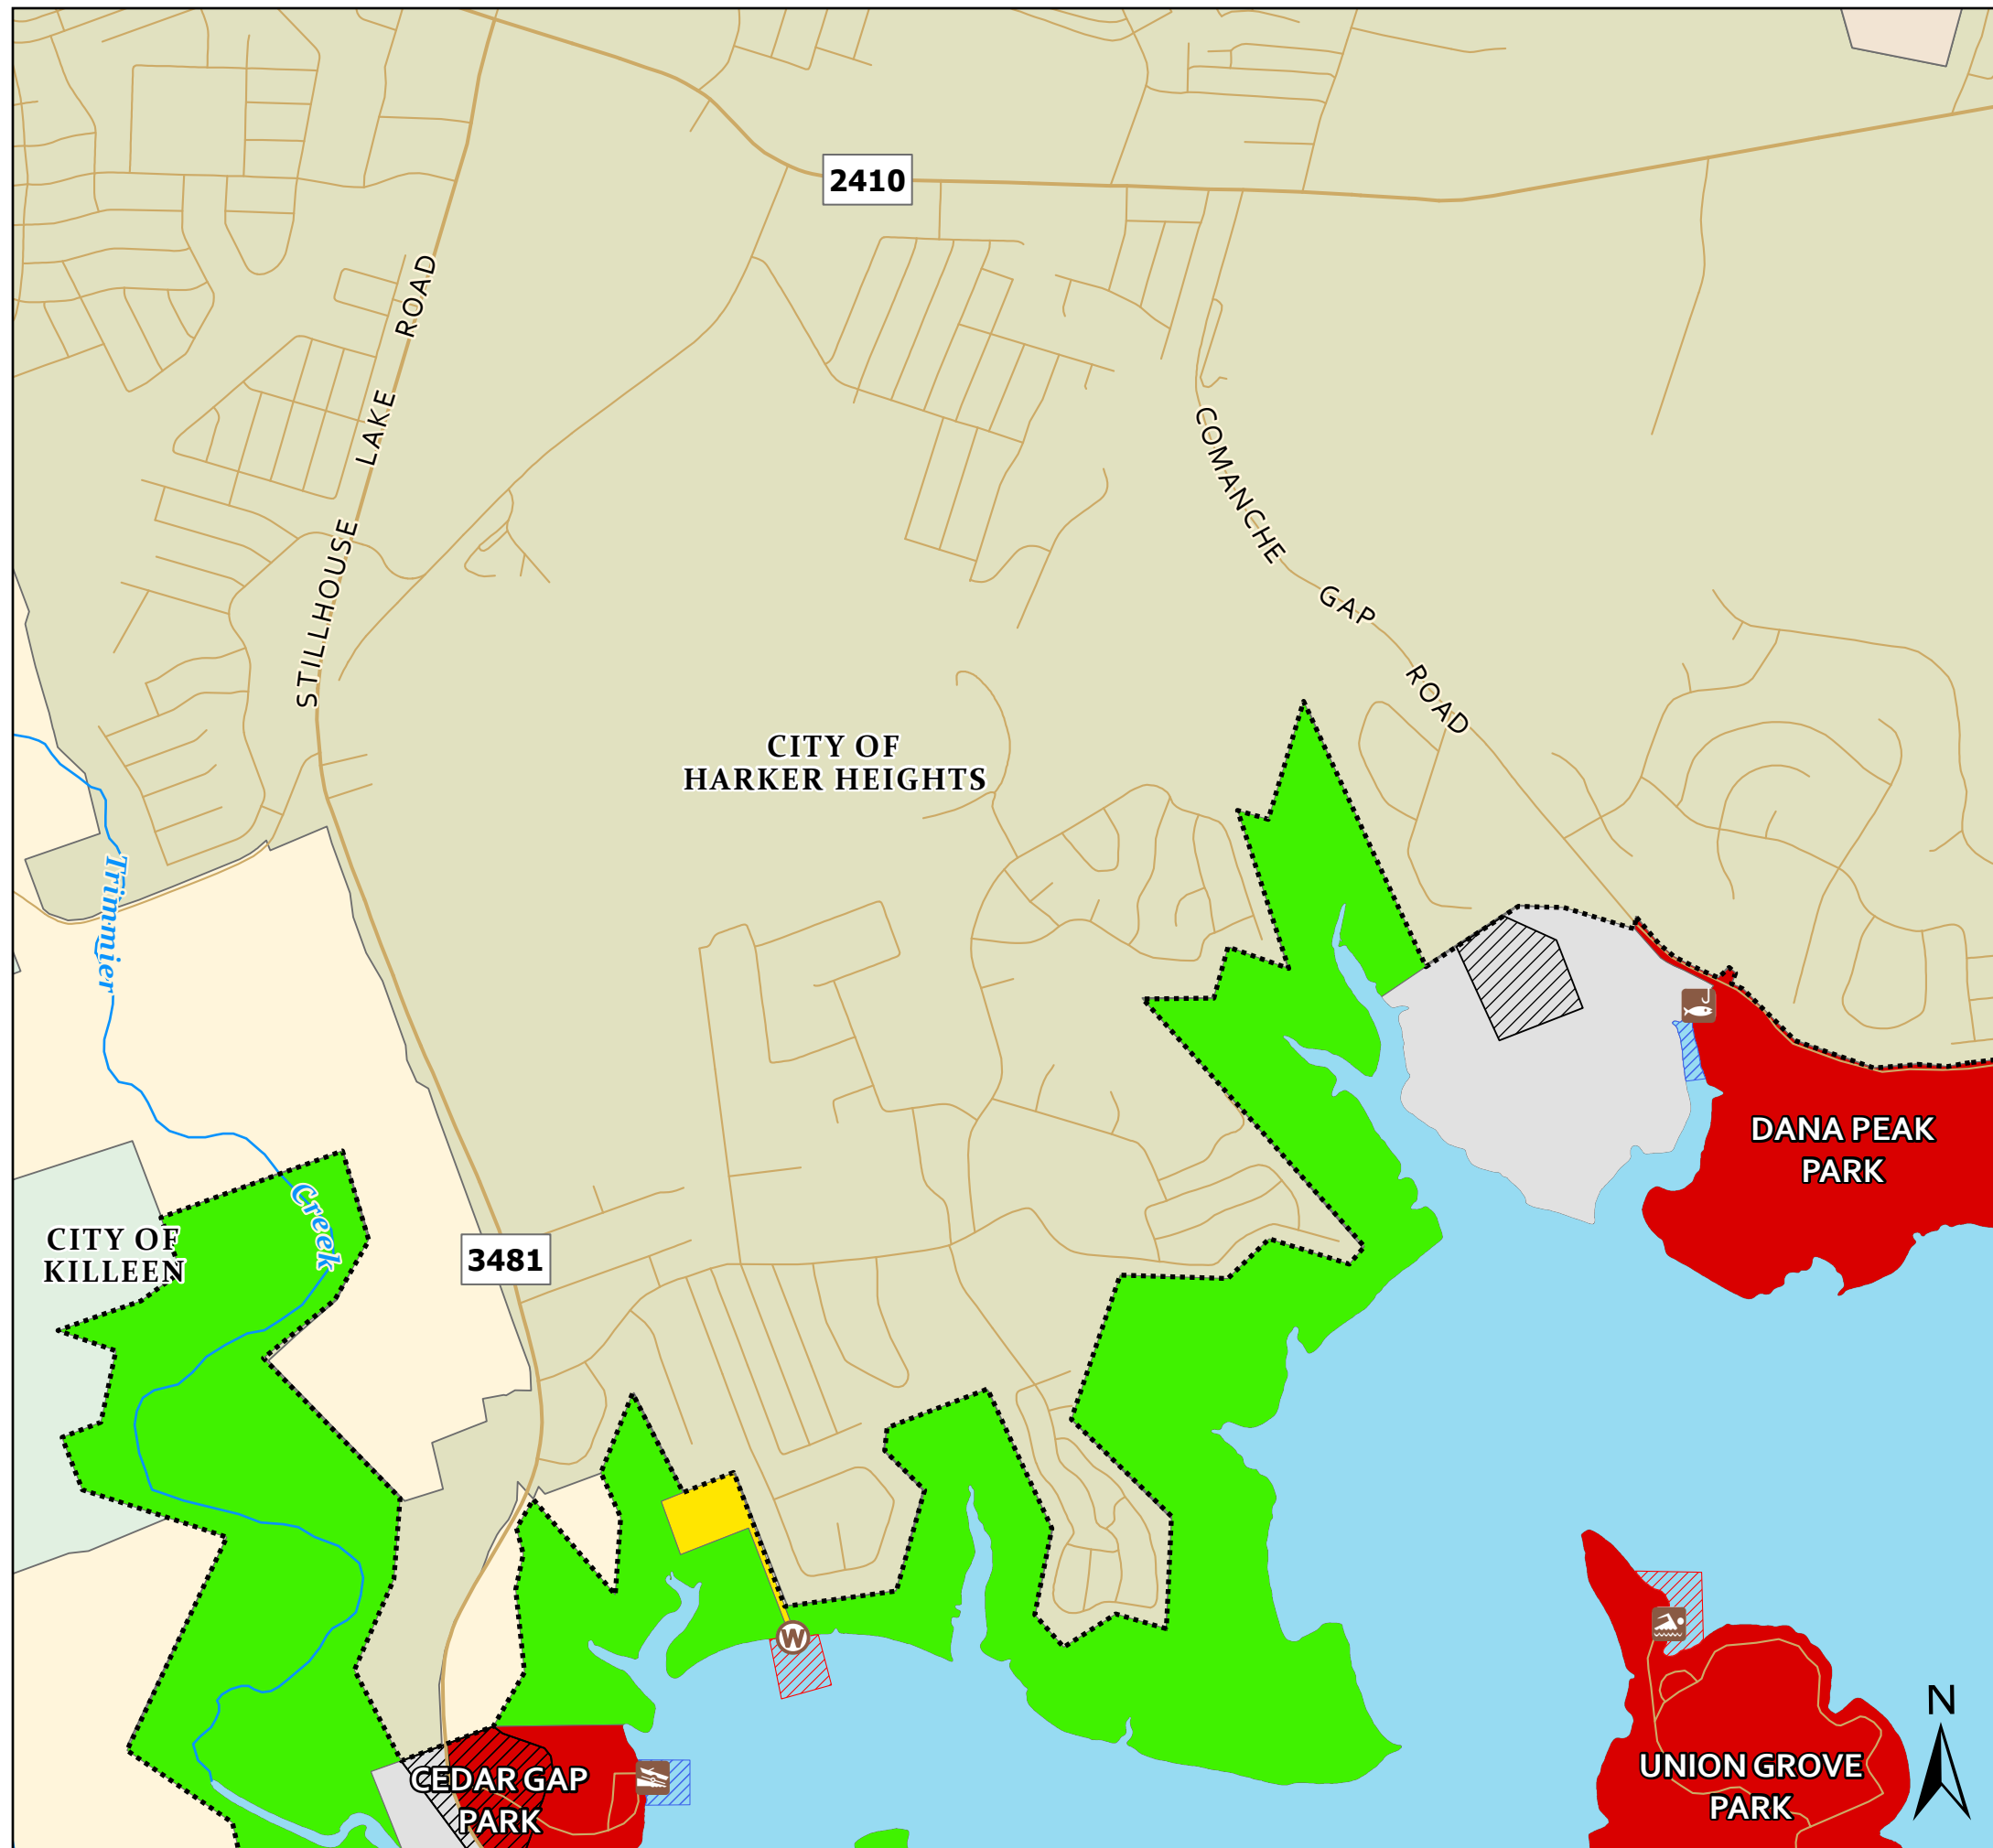 2410
STILLHOUSE LAKE ROAD
COMANCHE GAP ROAD
CITY OF
HARKER HEIGHTS
Trimmier Creek
DANA PEAK
PARK
CITY OF
KILLEEN
3481
W
N
CEDAR GAP
PARK
UNION GROVE
PARK